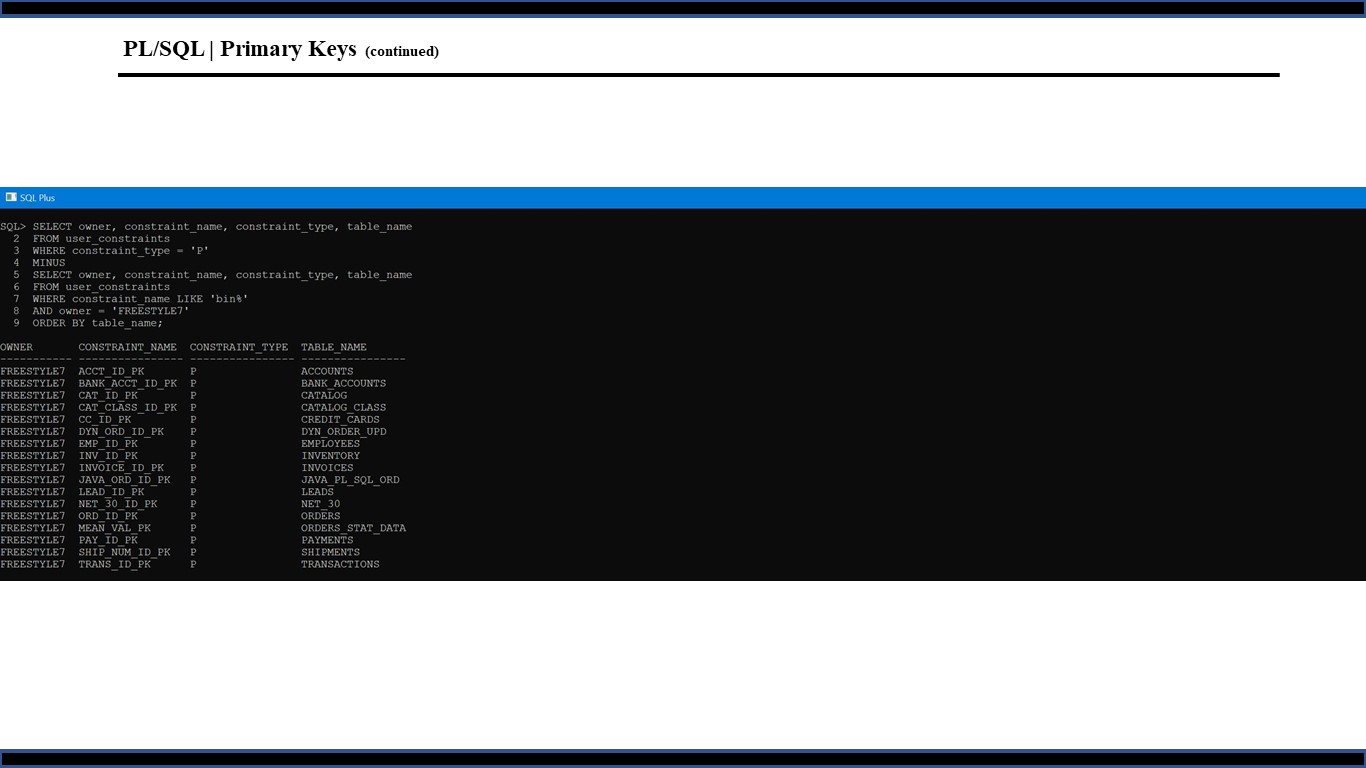 PL/SQL | Primary Keys (continued)
SQL Plus
SQL> SELECT owner, constraint_name, constraint_type, table_name
2 FROM user_constraints
3 WHERE constraint_type = 'P'
4 MINUS
5 SELECT owner, constraint_name, constraint_type, table_name
6 FROM user_constraints
7 WHERE constraint_name LIKE 'bin%'
8 AND owner = 'FREESTYLE7'
9 ORDER BY table_name;
OWNER CONSTRAINT_NAME CONSTRAINT_TYPE TABLE_NAME
----------- ---------------- ---------------- ----------------
FREESTYLE7 ACCT_ID_PK P ACCOUNTS
FREESTYLE7 BANK_ACCT_ID_PK P BANK_ACCOUNTS
FREESTYLE7 CAT_ID_PK P CATALOG
FREESTYLE7 CAT_CLASS_ID_PK P CATALOG_CLASS
FREESTYLE7 CC_ID_PK P CREDIT_CARDS
FREESTYLE7 DYN_ORD_ID_PK P DYN_ORDER_UPD
FREESTYLE7 EMP_ID_PK P EMPLOYEES
FREESTYLE7 INV_ID_PK P INVENTORY
FREESTYLE7 INVOICE_ID_PK P INVOICES
FREESTYLE7 JAVA_ORD_ID_PK P JAVA_PL_SQL_ORD
FREESTYLE7 LEAD_ID_PK P LEADS
FREESTYLE7 NET_30_ID_PK P NET_30
FREESTYLE7 ORD_ID_PK P ORDERS
FREESTYLE7 MEAN_VAL_PK P ORDERS_STAT_DATA
FREESTYLE7 PAY_ID_PK P PAYMENTS
FREESTYLE7 SHIP_NUM_ID_PK P SHIPMENTS
FREESTYLE7 TRANS_ID_PK P TRANSACTIONS